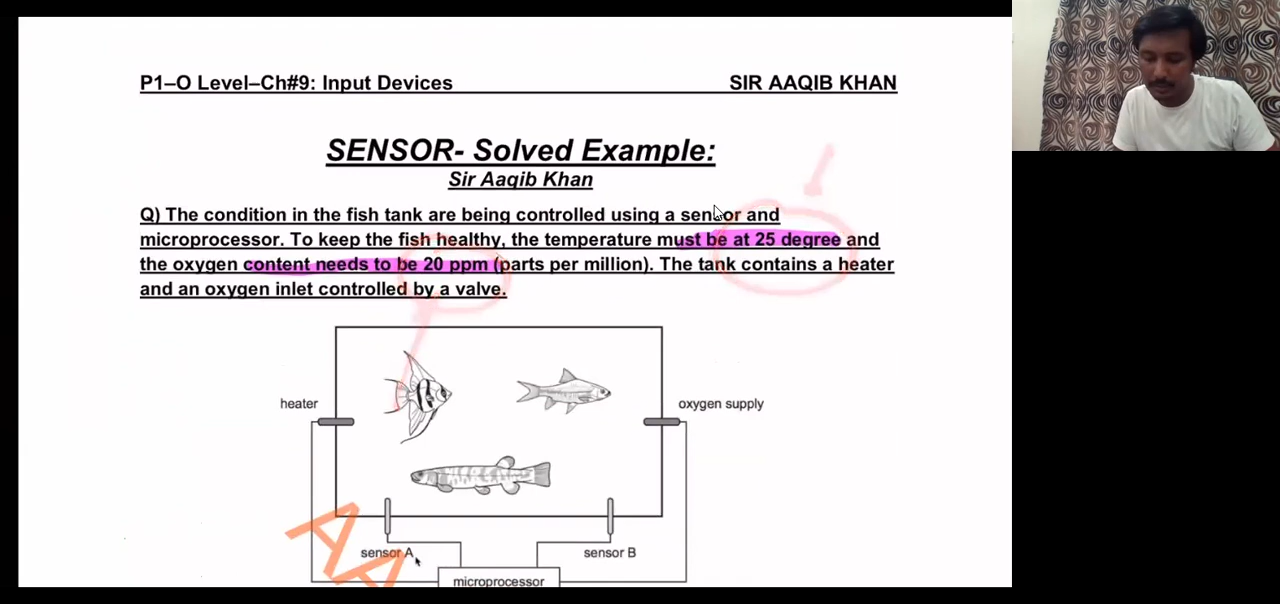 P1–O Level–Ch#9: Input Devices SIR AAQIB KHAN
SENSOR- Solved Example:
Sir Aaqib Khan
Q) The condition in the fish tank are being controlled using a sensor and
microprocessor. To keep the fish healthy, the temperature must be at 25 degree and
the oxygen content needs to be 20 ppm (parts per million). The tank contains a heater
and an oxygen inlet controlled by a valve.
heater
oxygen supply
sensor A
sensor B
microprocessor